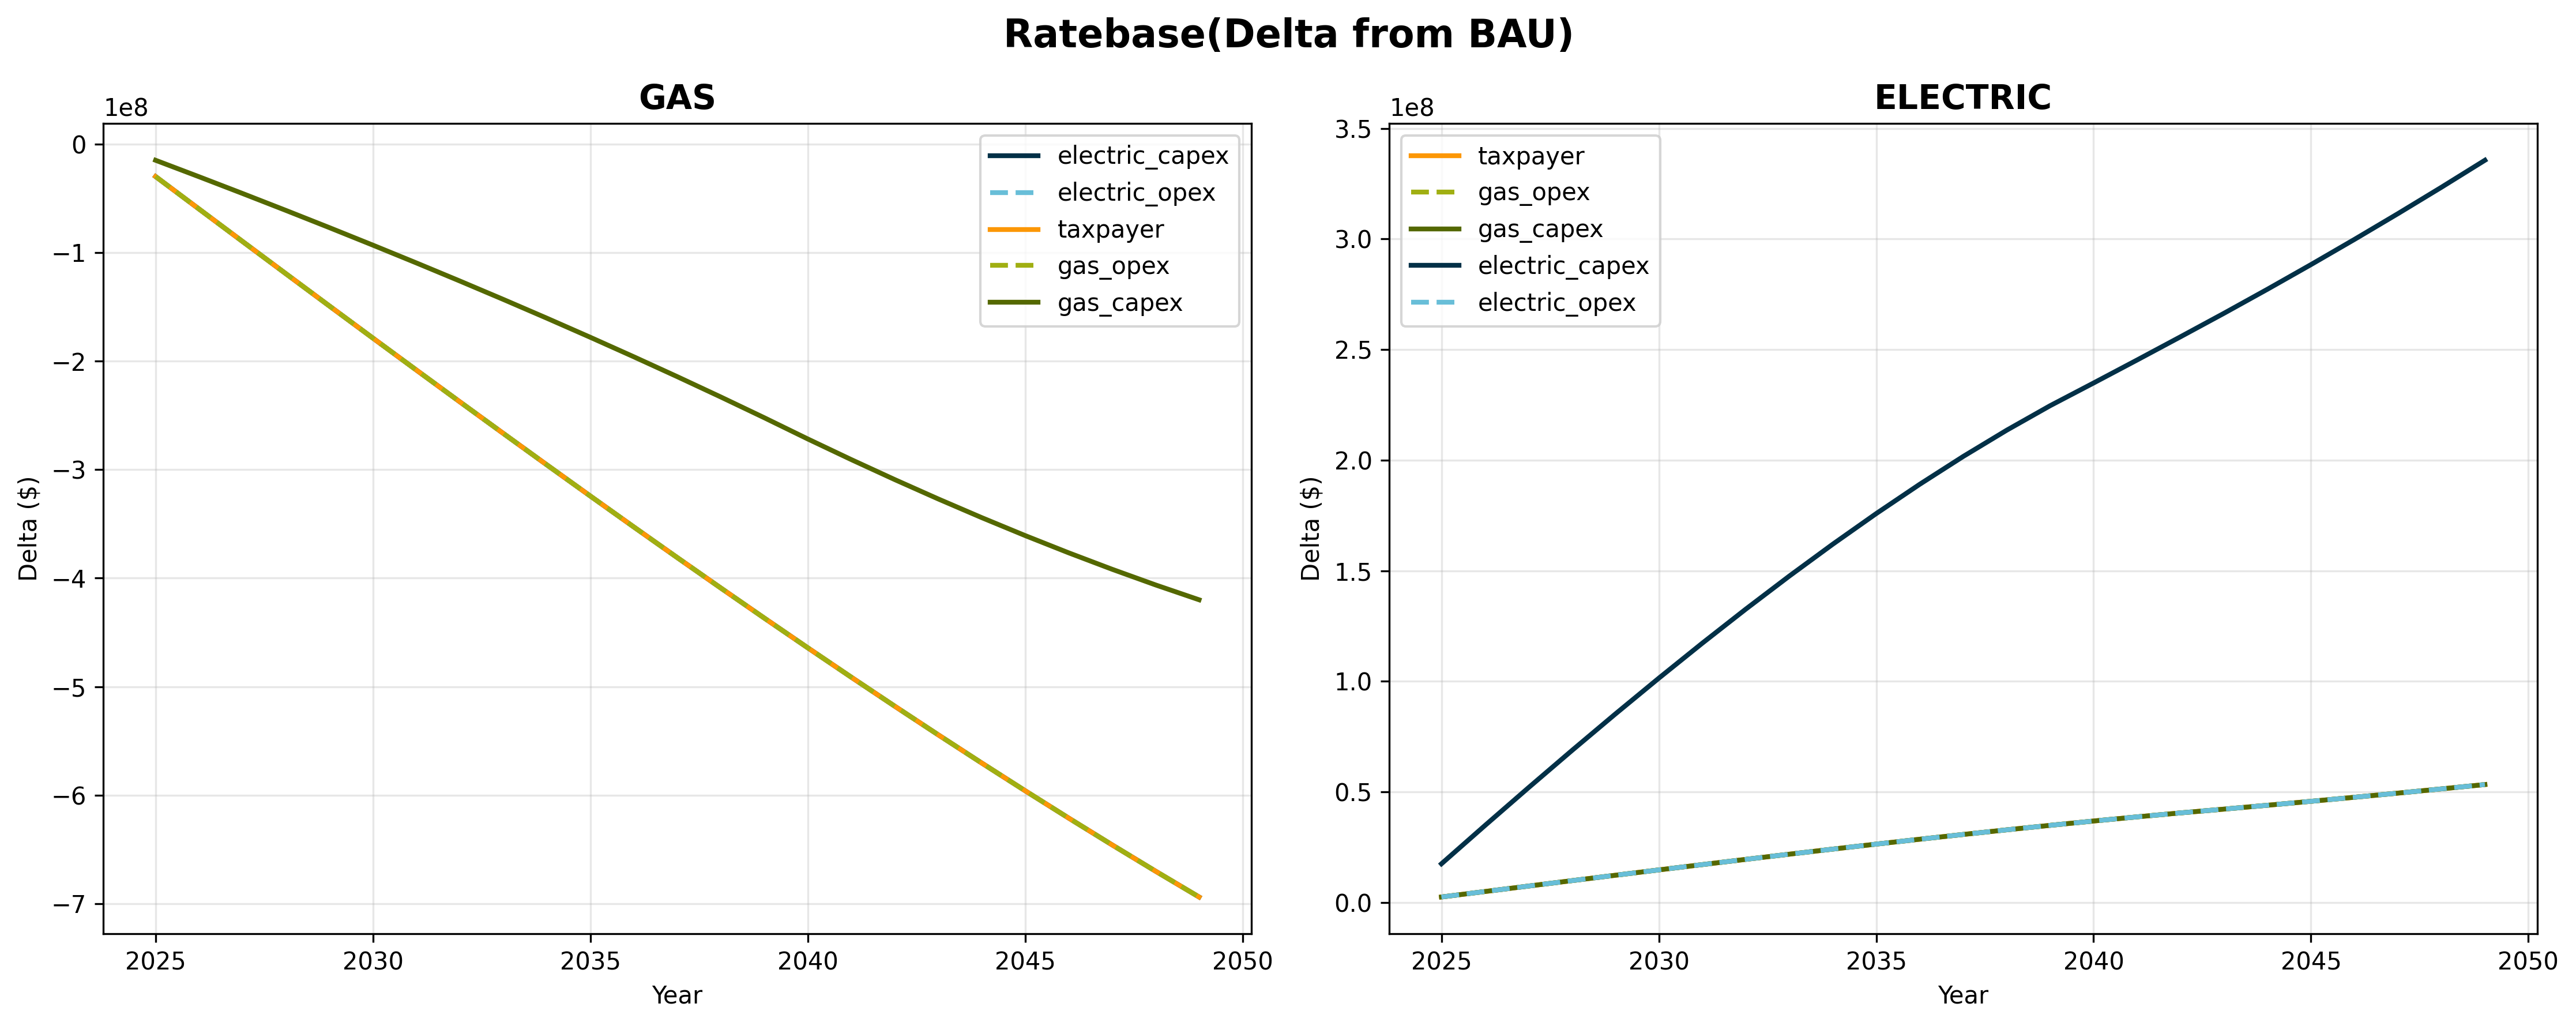 Ratebase(Delta from BAU)
GAS
1e8
0
−1
−2
−3
−4
−5
−6
−7
Delta ($)
2025 2030 2035 2040 2045 2050
Year
electric_capex
electric_opex
taxpayer
gas_opex
gas_capex
ELECTRIC
1e8
3.5
3.0
2.5
2.0
1.5
1.0
0.5
0.0
Delta ($)
2025 2030 2035 2040 2045 2050
Year
taxpayer
gas_opex
gas_capex
electric_capex
electric_opex